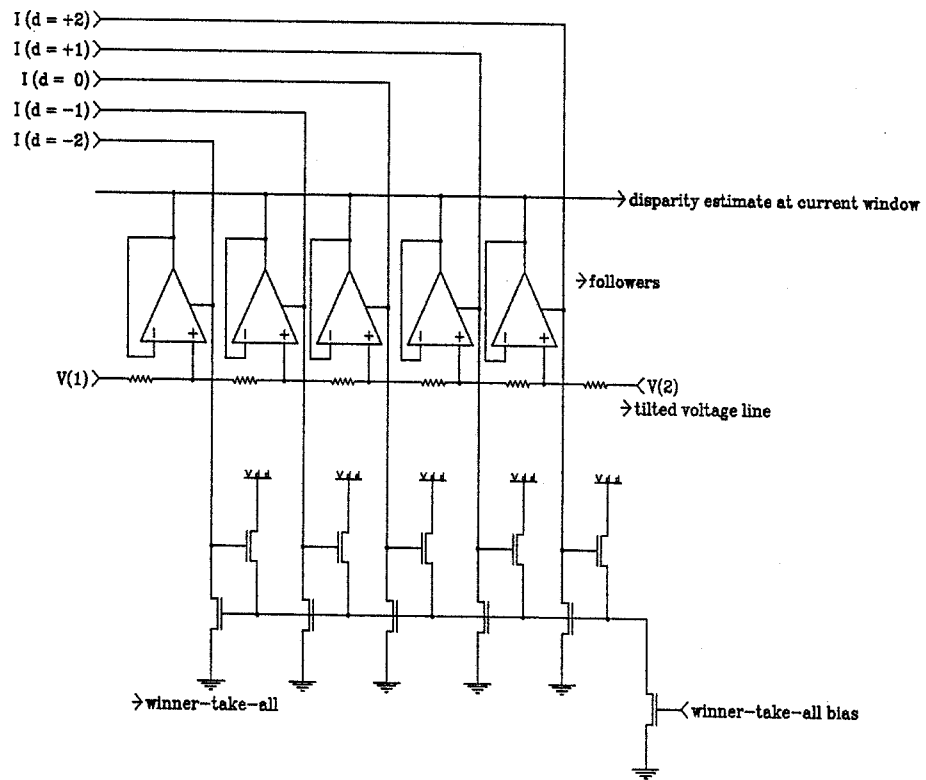 I (d = +2)
I (d = +1)
I (d = 0)
I (d = -1)
I (d = -2)
disparity estimate at current window
followers
- + - + - + - + - +
V(1)
V(2)
tilted voltage line
Vdd Vdd Vdd Vdd Vdd
winner-take-all
winner-take-all bias